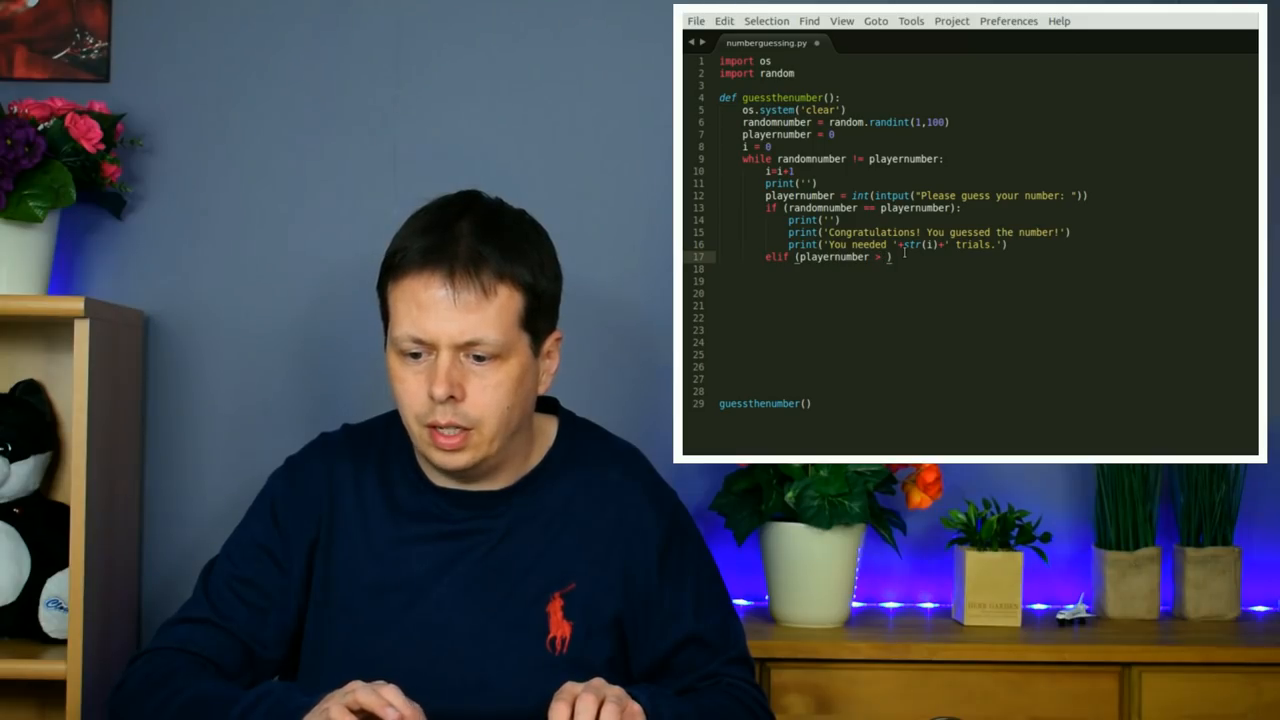 File Edit Selection Find View Goto Tools Project Preferences Help
numberguessing.py
1 import os
2 import random
3
4 def guessthenumber():
5 os.system('clear')
6 randomnumber = random.randint(1,100)
7 playernumber = 0
8 i = 0
9 while randomnumber != playernumber:
10 i=i+1
11 print('')
12 playernumber = int(intput("Please guess your number: "))
13 if (randomnumber == playernumber):
14 print('')
15 print('Congratulations! You guessed the number!')
16 print('You needed '+str(i)+' trials.')
17 elif (playernumber > )
18
19
20
21
22
23
24
25
26
27
28
29 guessthenumber()
HERB GARDEN